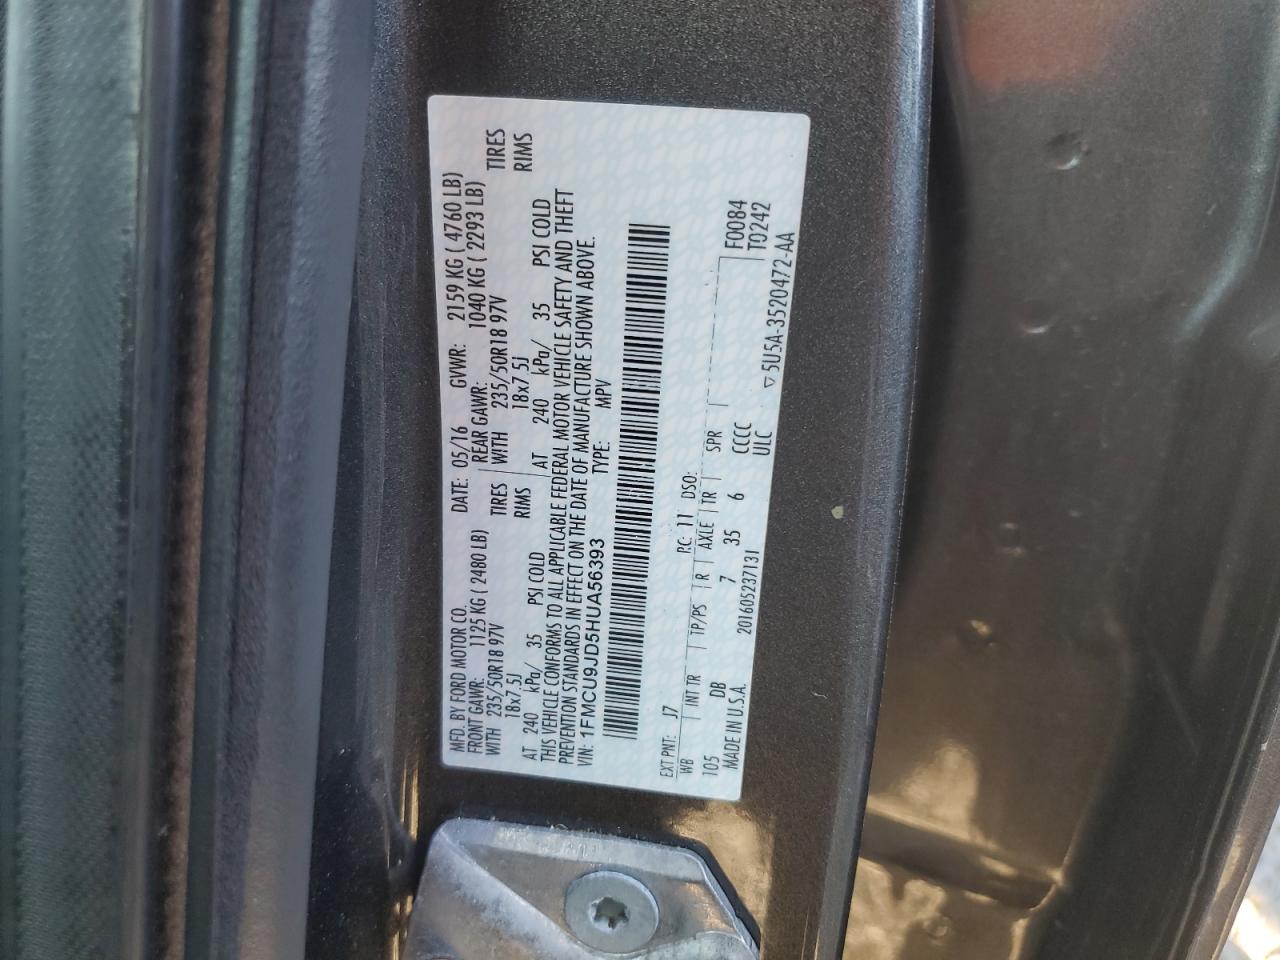 MFD. BY FORD MOTOR CO. DATE: 05/16 GVWR: 2159 KG ( 4760 LB)
FRONT GAWR: 1125 KG ( 2480 LB) REAR GAWR: 1040 KG ( 2293 LB)
WITH 235/50R18 97V TIRES WITH 235/50R18 97V TIRES
18x7.5J RIMS 18x7.5J RIMS
AT 240 kPa/ 35 PSI COLD AT 240 kPa/ 35 PSI COLD
THIS VEHICLE CONFORMS TO ALL APPLICABLE FEDERAL MOTOR VEHICLE SAFETY AND THEFT
PREVENTION STANDARDS IN EFFECT ON THE DATE OF MANUFACTURE SHOWN ABOVE.
VIN: 1FMCU9JD5HUA56393 TYPE: MPV
EXT PNT: J7 RC: 11 DSO: F0084
WB INT TR TP/PS R AXLE TR SPR T0242
105 DB 7 35 6 CCCC
MADE IN U.S.A. 201605237131 ULC ▽5U5A-3520472-AA